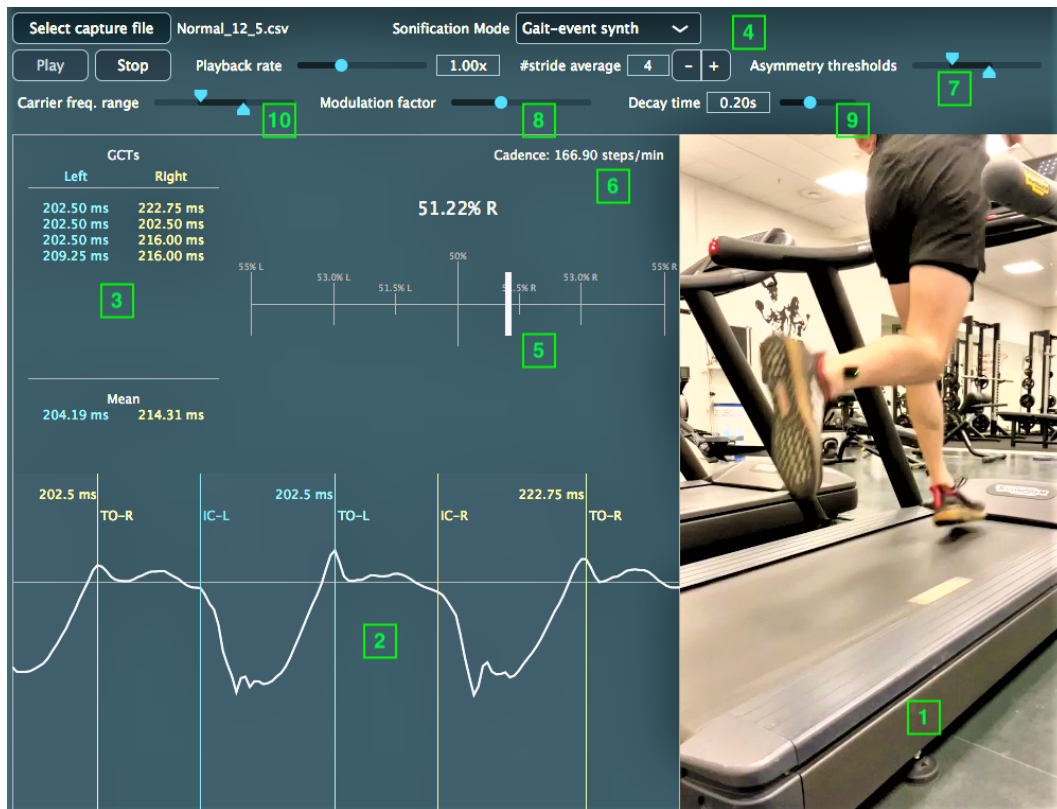 Select capture file Normal_12_5.csv Sonification Mode Gait-event synth 4
Play Stop Playback rate 1.00x #stride average 4 - + Asymmetry thresholds
7
Carrier freq. range Modulation factor Decay time 0.20s
10 8 9
GCTs
Left Right
202.50 ms 222.75 ms
202.50 ms 202.50 ms
202.50 ms 216.00 ms
209.25 ms 216.00 ms
3
Mean
204.19 ms 214.31 ms
Cadence: 166.90 steps/min
6
51.22% R
50%
55% L 55% R
53.0% L 53.0% R
51.5% L
5
202.5 ms 202.5 ms 222.75 ms
TO-R IC-L TO-L IC-R TO-R
2
1